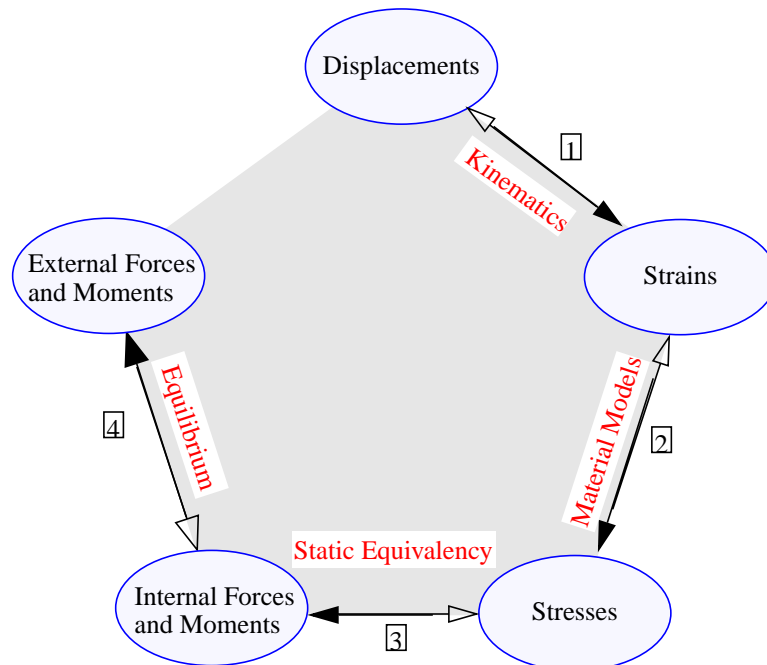 Displacements
1
Kinematics
External Forces
and Moments
Strains
Equilibrium
Material Models
4
2
Static Equivalency
Internal Forces
and Moments
Stresses
3